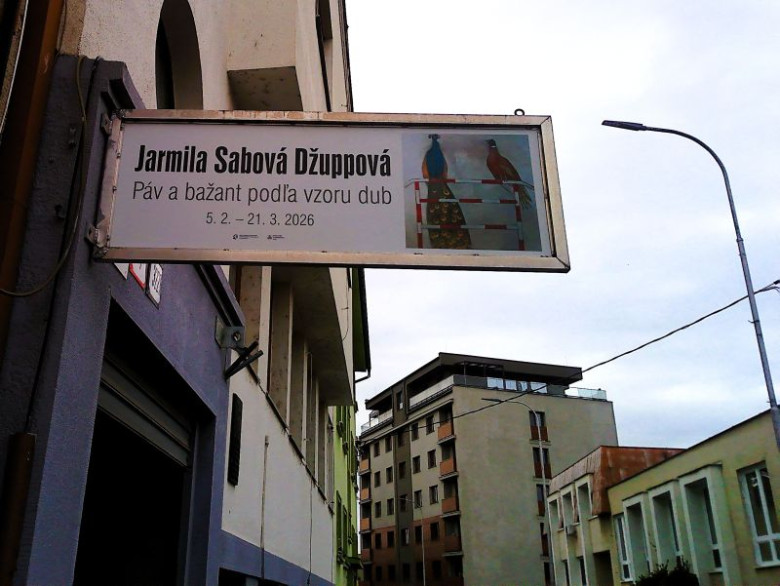 Jarmila Sabová Džuppová
Páv a bažant podľa vzoru dub
5. 2. – 21. 3. 2026